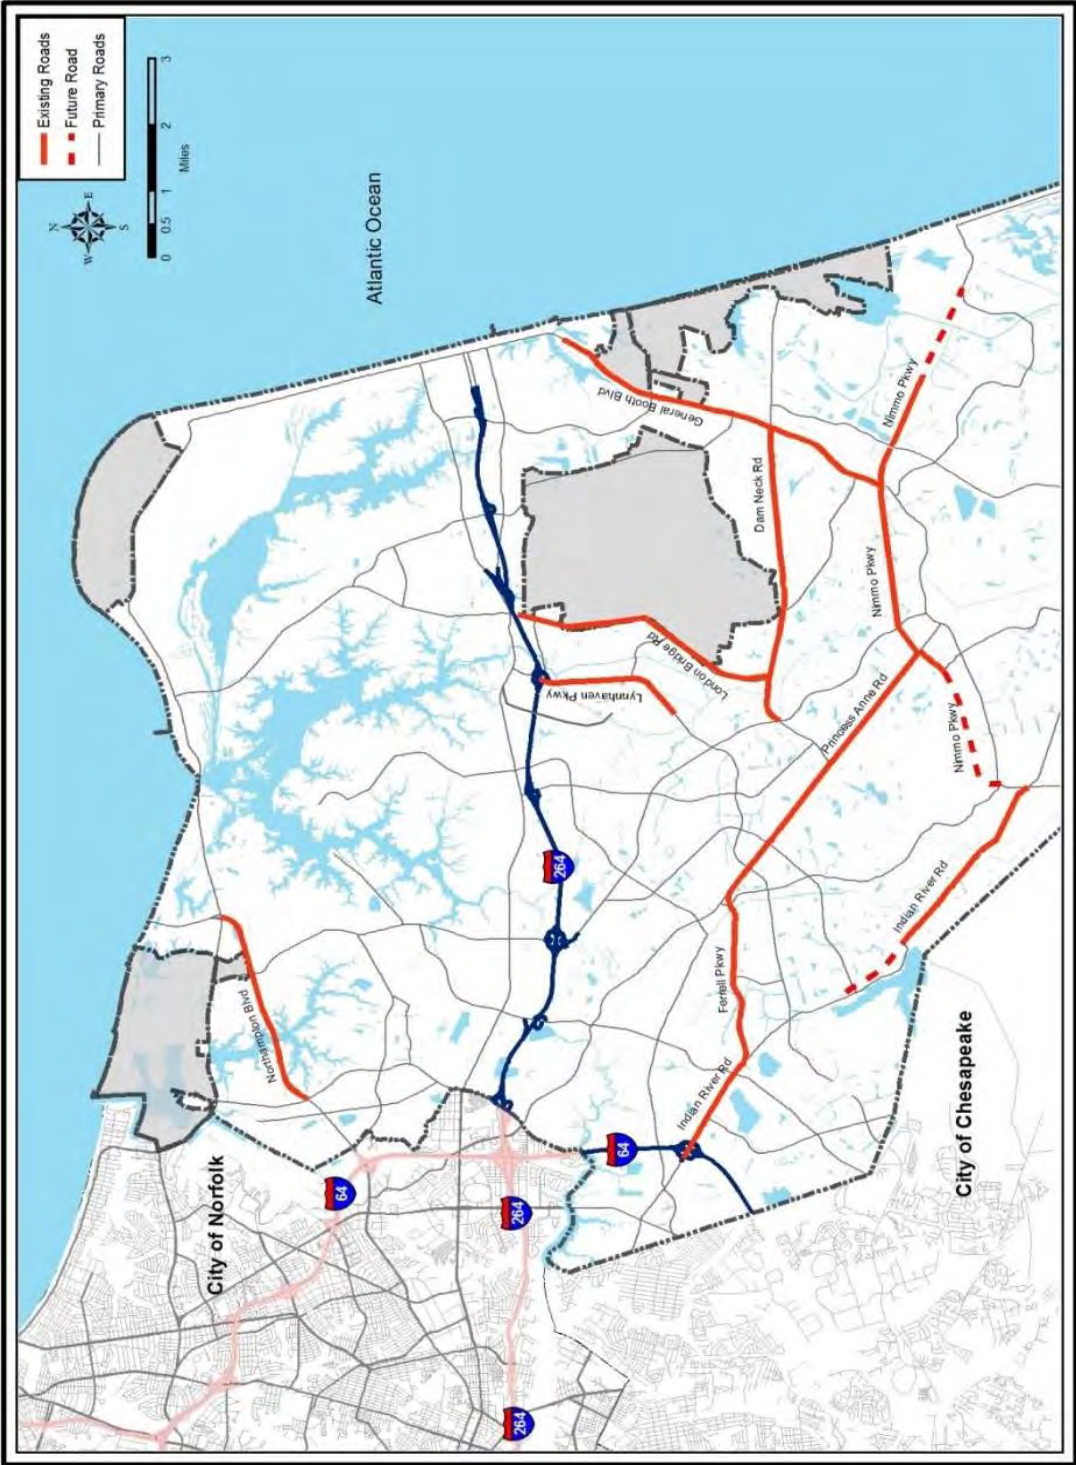 Existing Roads
Future Road
Primary Roads
N
W
E
S
0
0.5
1
2
3
Miles
Atlantic Ocean
General Booth Blvd
Nimmo Pkwy
Dam Neck Rd
Nimmo Pkwy
London Bridge Rd
Lynnhaven Pkwy
Princess Anne Rd
Nimmo Pkwy
264
Indian River Rd
Ferrell Pkwy
Northampton Blvd
Indian River Rd
64
City of Chesapeake
City of Norfolk
64
264
264